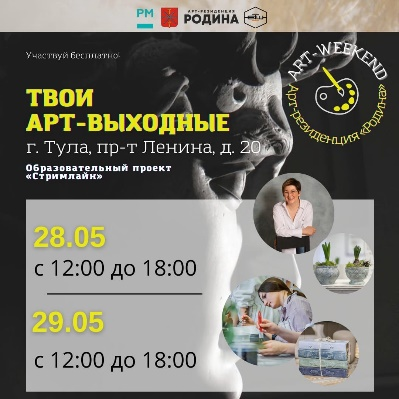 РМ
АРТ-РЕЗИДЕНЦИЯ
РОДИНА
Участвуй бесплатно!
ART-WEEKEND
Арт-резиденция «Родина»
ТВОИ
АРТ-ВЫХОДНЫЕ
г. Тула, пр-т Ленина, д. 20
Образовательный проект
«Стримлайн»
28.05
с 12:00 до 18:00
29.05
с 12:00 до 18:00